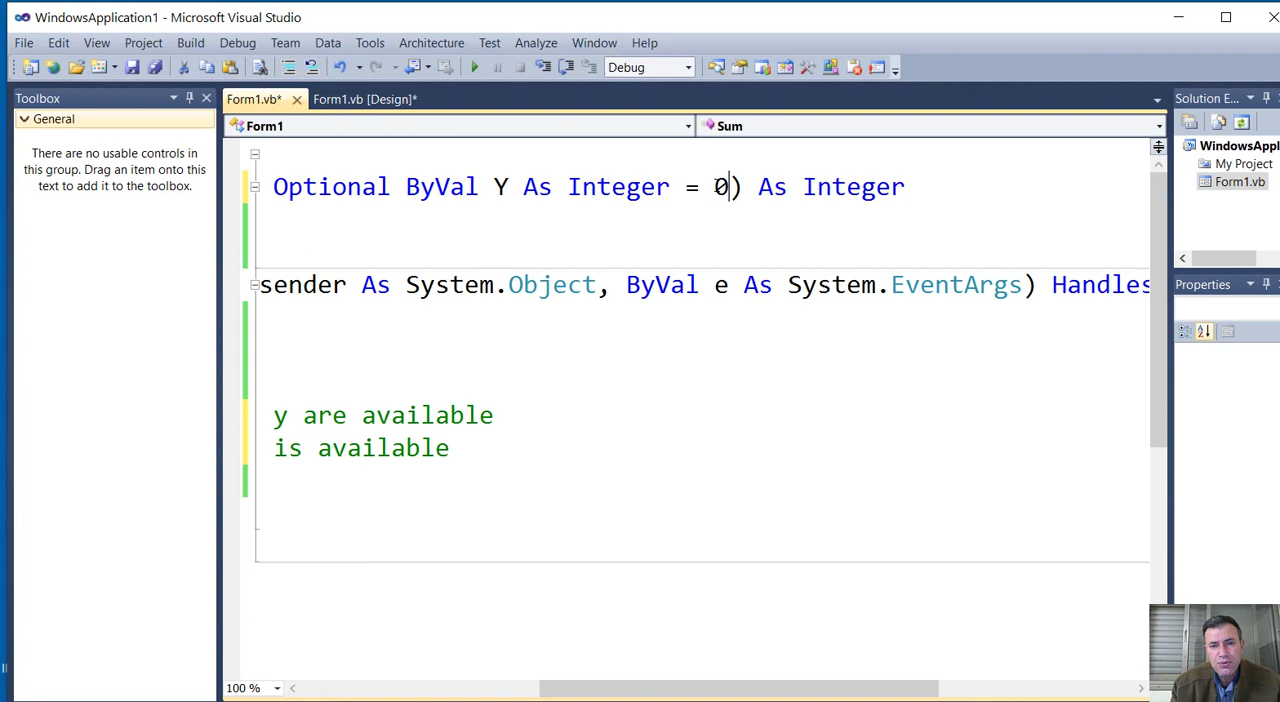 WindowsApplication1 - Microsoft Visual Studio
File Edit View Project Build Debug Team Data Tools Architecture Test Analyze Window Help
Debug
Toolbox
General
There are no usable controls in
this group. Drag an item onto this
text to add it to the toolbox.
Form1.vb* Form1.vb [Design]*
Form1 Sum
Optional ByVal Y As Integer = 0) As Integer
sender As System.Object, ByVal e As System.EventArgs) Handles
y are available
is available
100 %
Solution E...
WindowsAppl
My Project
Form1.vb
Properties